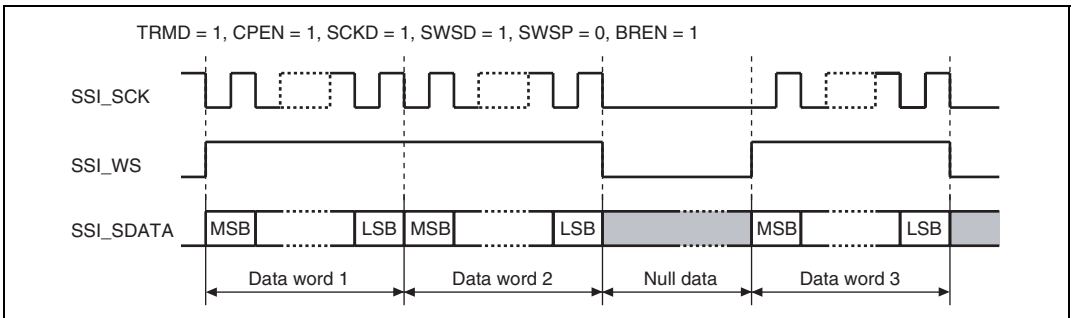 TRMD = 1, CPEN = 1, SCKD = 1, SWSD = 1, SWSP = 0, BREN = 1
SSI_SCK
SSI_WS
SSI_SDATA
MSB LSB MSB LSB MSB LSB
Data word 1 Data word 2 Null data Data word 3